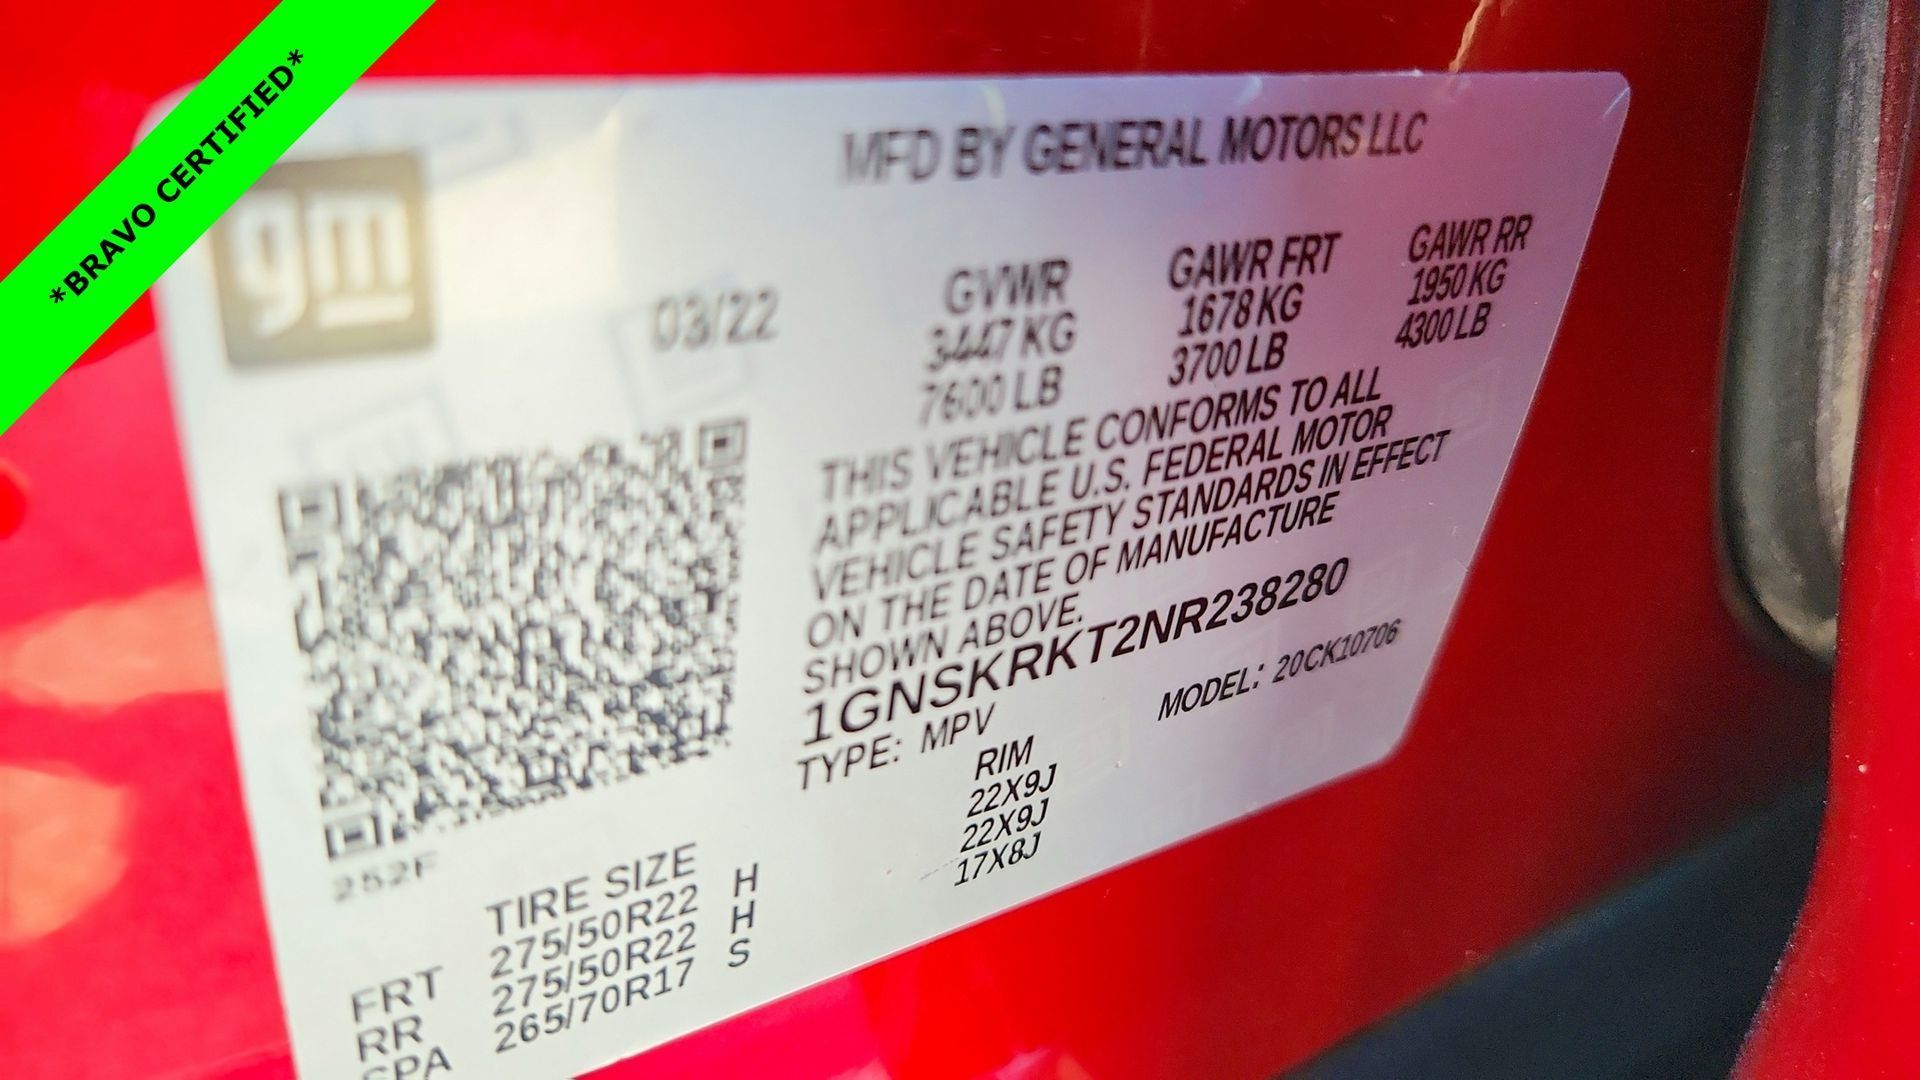 *BRAVO CERTIFIED*
gm
MFD BY GENERAL MOTORS LLC
03/22
GVWR
3447 KG
7600 LB
GAWR FRT
1678 KG
3700 LB
GAWR RR
1950 KG
4300 LB
THIS VEHICLE CONFORMS TO ALL
APPLICABLE U.S. FEDERAL MOTOR
VEHICLE SAFETY STANDARDS IN EFFECT
ON THE DATE OF MANUFACTURE
SHOWN ABOVE.
1GNSKRKT2NR238280
TYPE: MPV
MODEL: 20CK10706
252F
TIRE SIZE
RIM
FRT 275/50R22 H 22X9J
RR 275/50R22 H 22X9J
SPA 265/70R17 S 17X8J